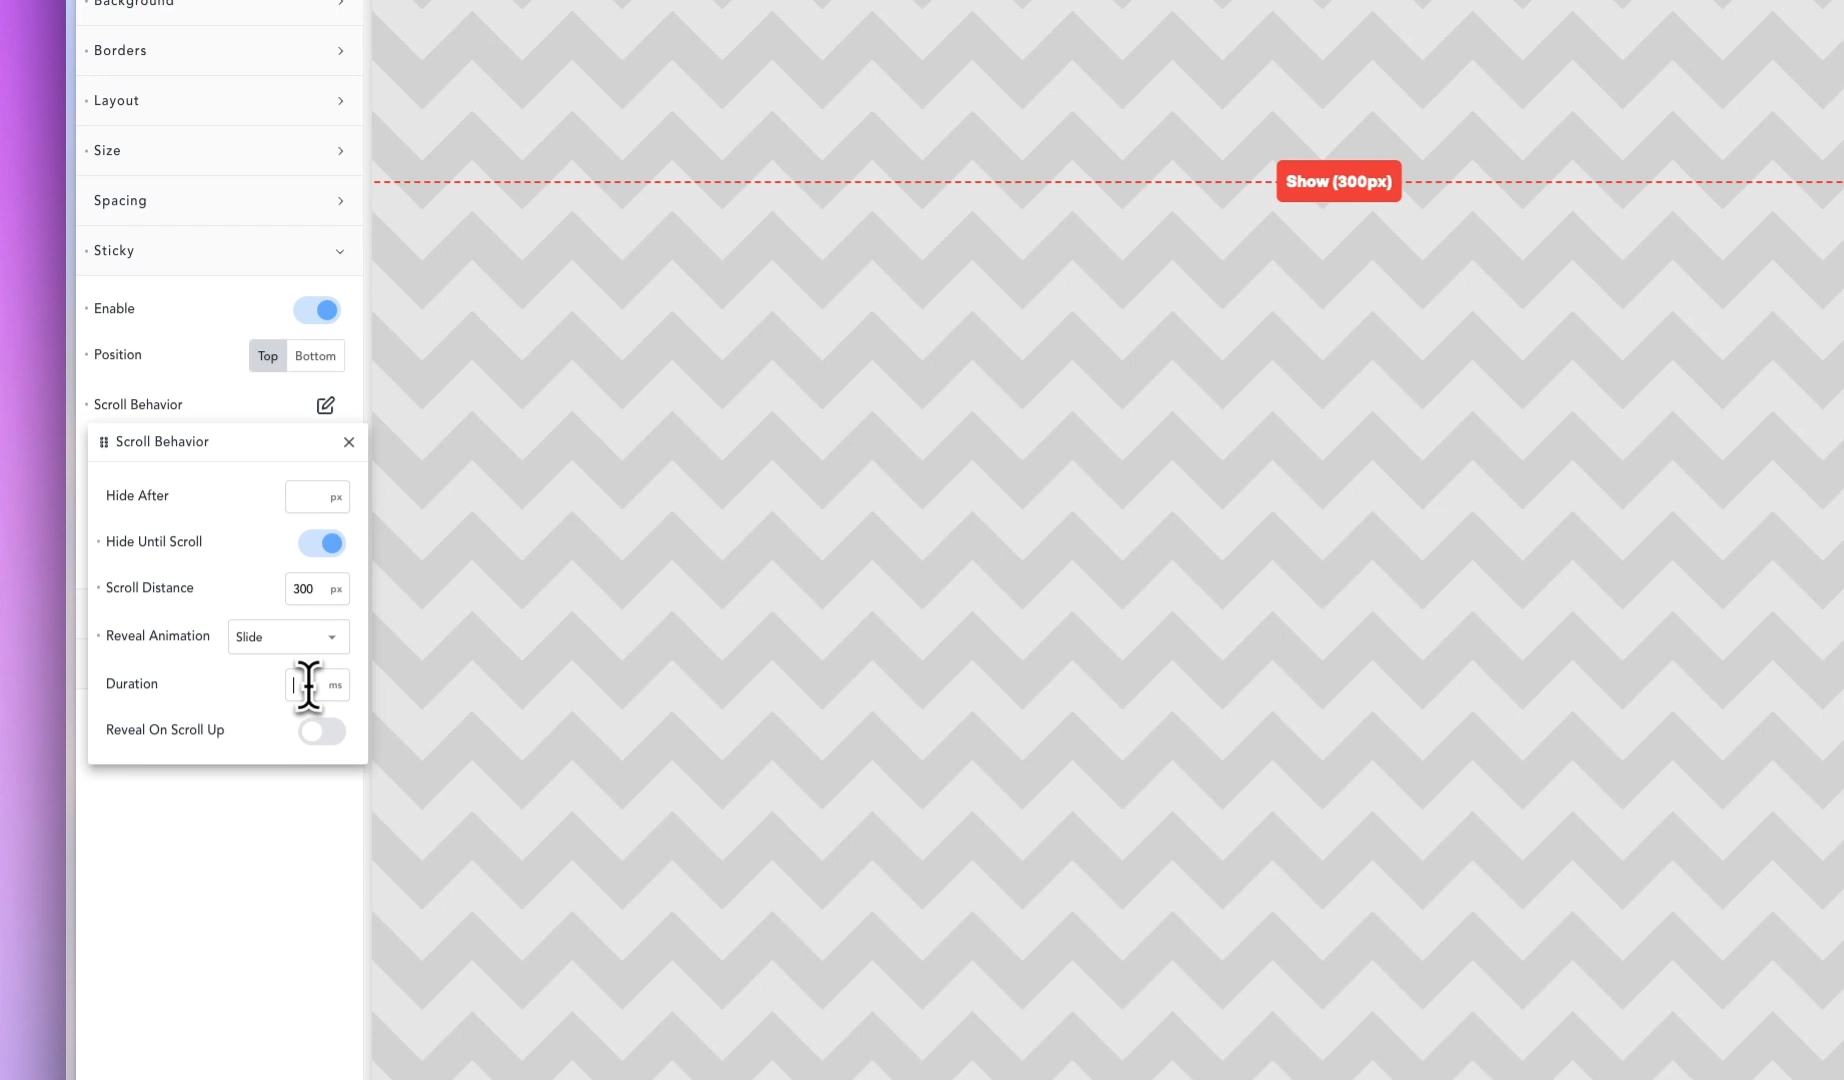 Background
Borders
Layout
Size
Spacing
Sticky
Enable
Position
Top
Bottom
Scroll Behavior
Scroll Behavior
Hide After
px
Hide Until Scroll
Scroll Distance
300 px
Reveal Animation
Slide
Duration
ms
Reveal On Scroll Up
Show (300px)